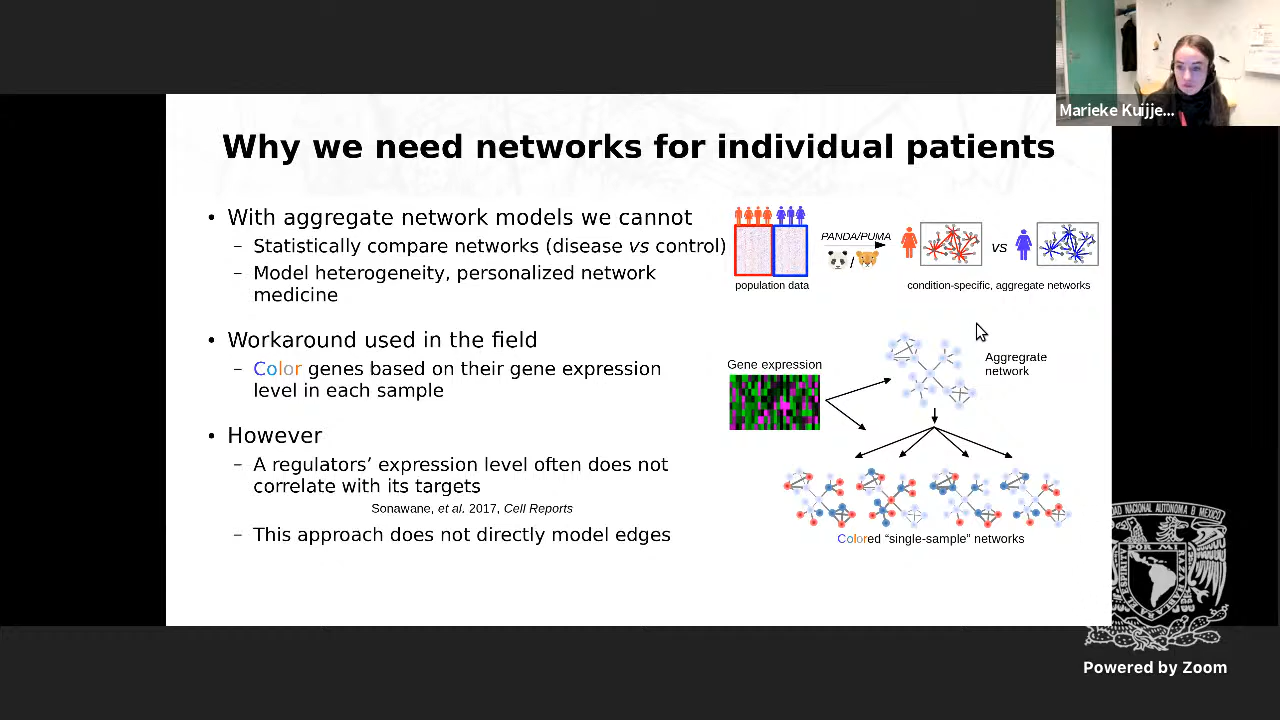 Marieke Kuijje...
Why we need networks for individual patients
• With aggregate network models we cannot
– Statistically compare networks (disease vs control)
– Model heterogeneity, personalized network
medicine
• Workaround used in the field
– Color genes based on their gene expression
level in each sample
• However
– A regulators’ expression level often does not
correlate with its targets
Sonawane, et al. 2017, Cell Reports
– This approach does not directly model edges
PANDA/PUMA
/
vs
population data
condition-specific, aggregate networks
Gene expression
Aggregrate
network
Colored “single-sample” networks
Powered by Zoom